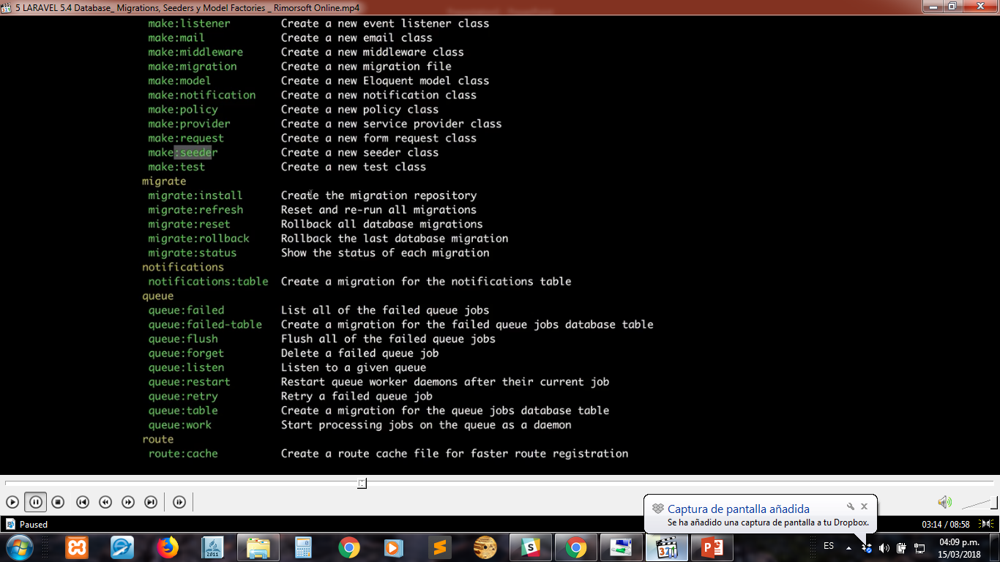 5 LARAVEL 5.4 Database_ Migrations, Seeders y Model Factories _ Rimorsoft Online.mp4
make:listener Create a new event listener class
make:mail Create a new email class
make:middleware Create a new middleware class
make:migration Create a new migration file
make:model Create a new Eloquent model class
make:notification Create a new notification class
make:policy Create a new policy class
make:provider Create a new service provider class
make:request Create a new form request class
make:seeder Create a new seeder class
make:test Create a new test class
migrate
migrate:install Create the migration repository
migrate:refresh Reset and re-run all migrations
migrate:reset Rollback all database migrations
migrate:rollback Rollback the last database migration
migrate:status Show the status of each migration
notifications
notifications:table Create a migration for the notifications table
queue
queue:failed List all of the failed queue jobs
queue:failed-table Create a migration for the failed queue jobs database table
queue:flush Flush all of the failed queue jobs
queue:forget Delete a failed queue job
queue:listen Listen to a given queue
queue:restart Restart queue worker daemons after their current job
queue:retry Retry a failed queue job
queue:table Create a migration for the queue jobs database table
queue:work Start processing jobs on the queue as a daemon
route
route:cache Create a route cache file for faster route registration
Captura de pantalla añadida
Se ha añadido una captura de pantalla a tu Dropbox.
Paused
03:14 / 08:58
2011
S
321
P
ES
04:09 p.m.
15/03/2018